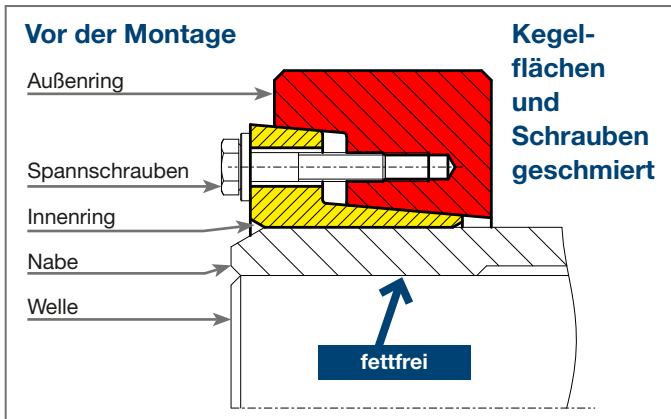 Vor der Montage
Kegel-
flächen
und
Schrauben
geschmiert
Außenring
Spannschrauben
Innenring
Nabe
Welle
fettfrei